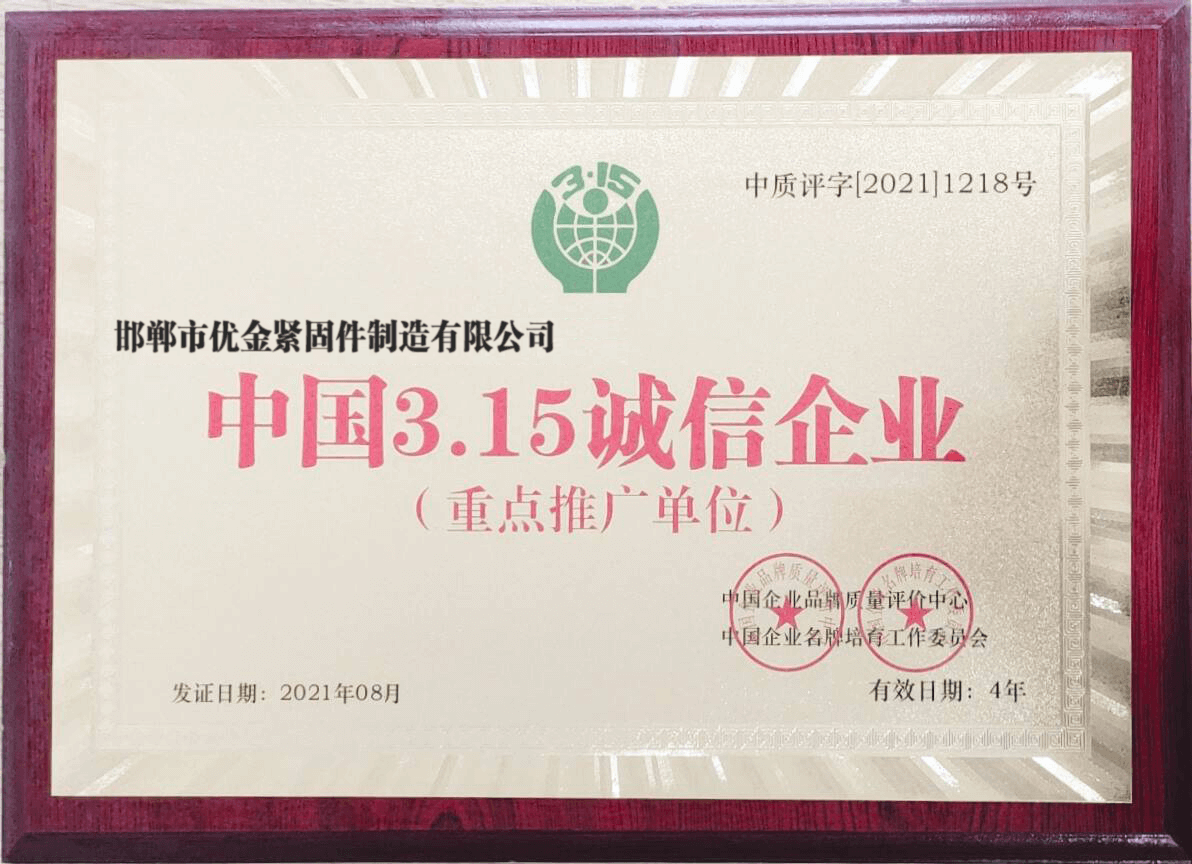 3·15
中质评字[2021]1218号
邯郸市优金紧固件制造有限公司
中国3.15诚信企业
（重点推广单位）
中国企业品牌质量评价中心
中国企业名牌培育工作委员会
发证日期：2021年08月
有效日期：4年